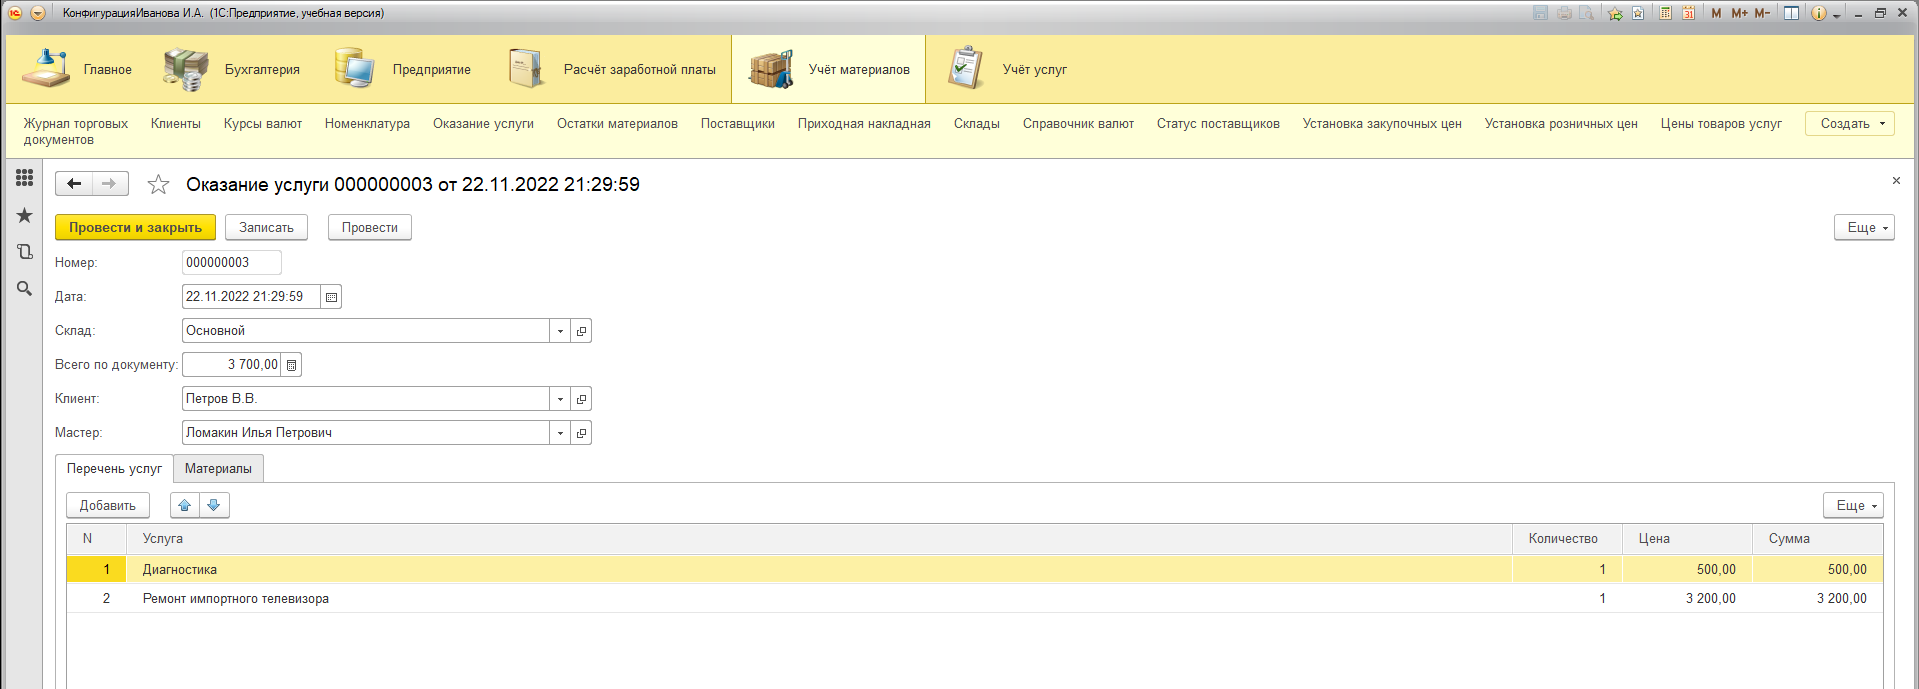 КонфигурацияИванова И.А. (1С:Предприятие, учебная версия)
M M+ M-
Главное
Бухгалтерия
Предприятие
Расчёт заработной платы
Учёт материалов
Учёт услуг
Журнал торговых документов
Клиенты
Курсы валют
Номенклатура
Оказание услуги
Остатки материалов
Поставщики
Приходная накладная
Склады
Справочник валют
Статус поставщиков
Установка закупочных цен
Установка розничных цен
Цены товаров услуг
Создать
Оказание услуги 000000003 от 22.11.2022 21:29:59
Провести и закрыть
Записать
Провести
Еще
Номер: 000000003
Дата: 22.11.2022 21:29:59
Склад: Основной
Всего по документу: 3 700,00
Клиент: Петров В.В.
Мастер: Ломакин Илья Петрович
Перечень услуг
Материалы
Добавить
Еще
N Услуга Количество Цена Сумма
1 Диагностика 1 500,00 500,00
2 Ремонт импортного телевизора 1 3 200,00 3 200,00